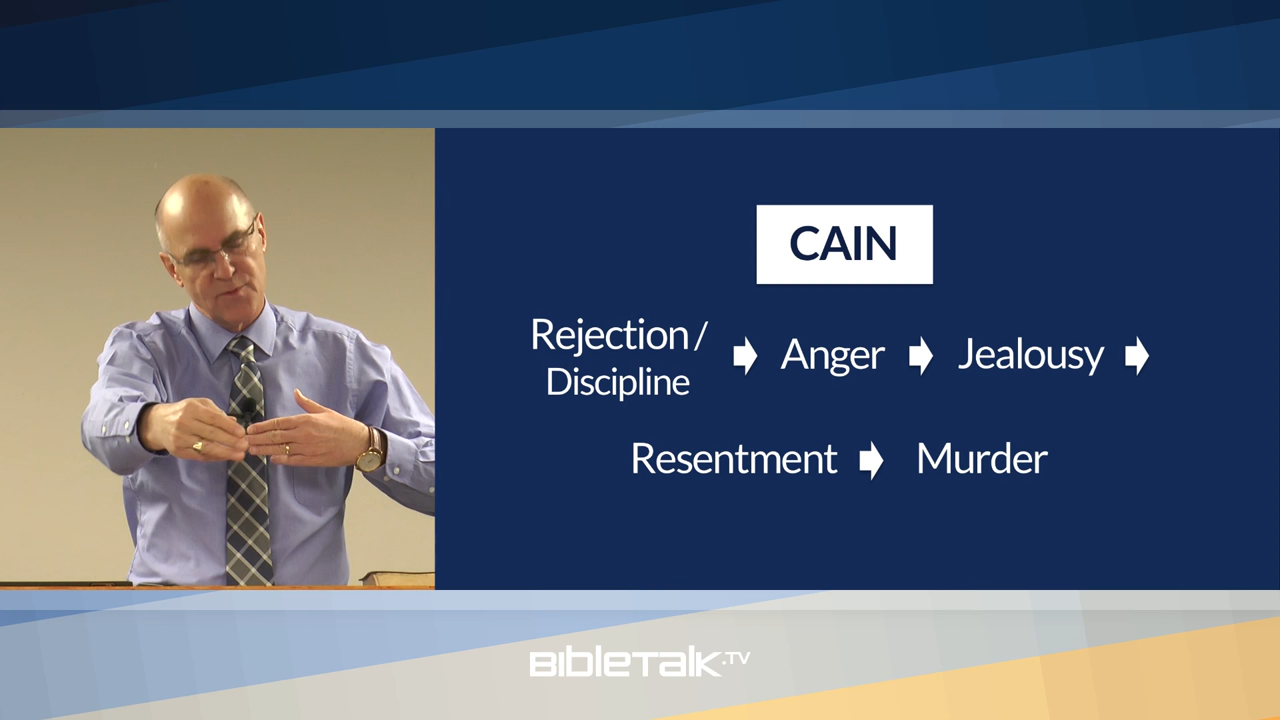 CAIN
Rejection / ➡ Anger ➡ Jealousy ➡
Discipline
Resentment ➡ Murder
BIBLETALK.TV